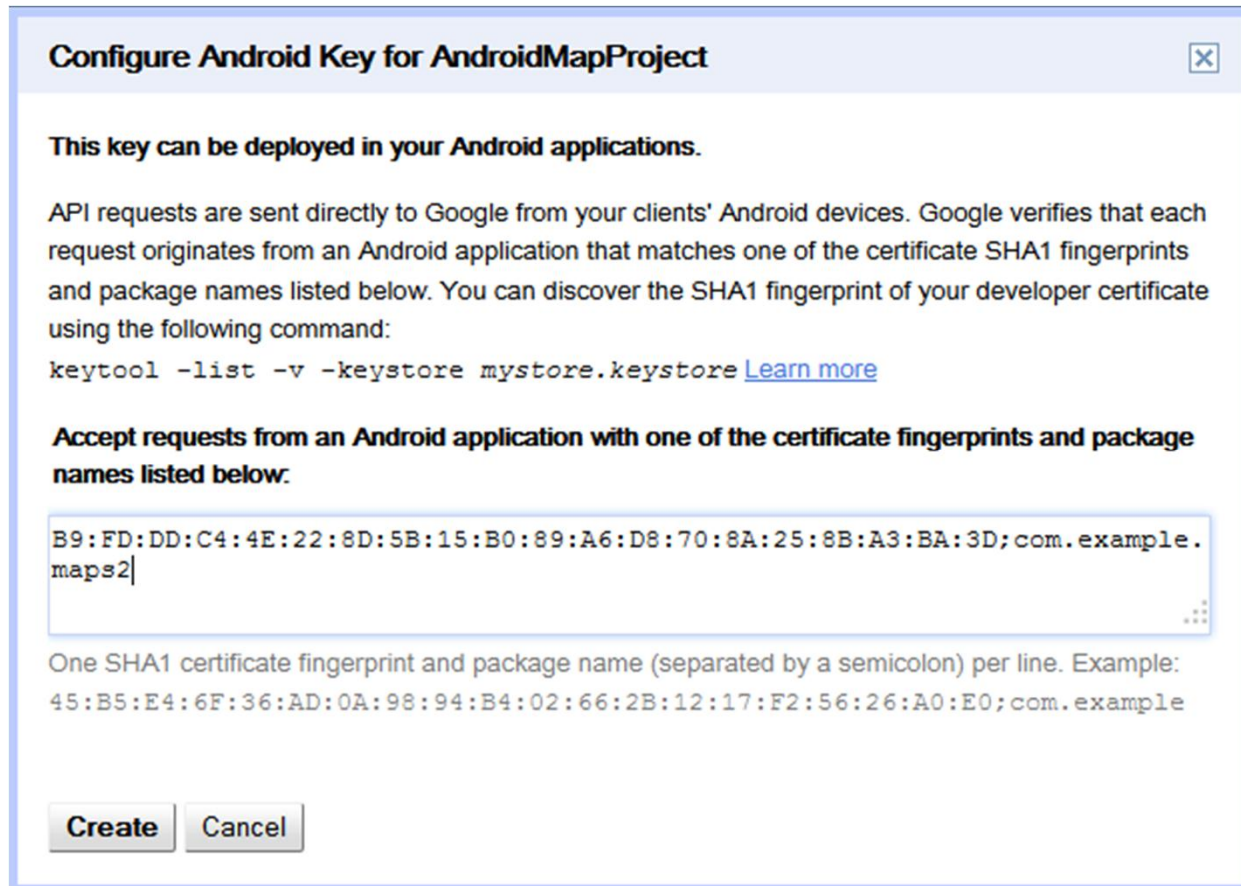 Configure Android Key for AndroidMapProject
This key can be deployed in your Android applications.
API requests are sent directly to Google from your clients' Android devices. Google verifies that each
request originates from an Android application that matches one of the certificate SHA1 fingerprints
and package names listed below. You can discover the SHA1 fingerprint of your developer certificate
using the following command:
keytool -list -v -keystore mystore.keystore Learn more
Accept requests from an Android application with one of the certificate fingerprints and package
names listed below:
B9:FD:DD:C4:4E:22:8D:5B:15:B0:89:A6:D8:70:8A:25:8B:A3:BA:3D;com.example.
maps2
One SHA1 certificate fingerprint and package name (separated by a semicolon) per line. Example:
45:B5:E4:6F:36:AD:0A:98:94:B4:02:66:2B:12:17:F2:56:26:A0:E0;com.example
Create Cancel